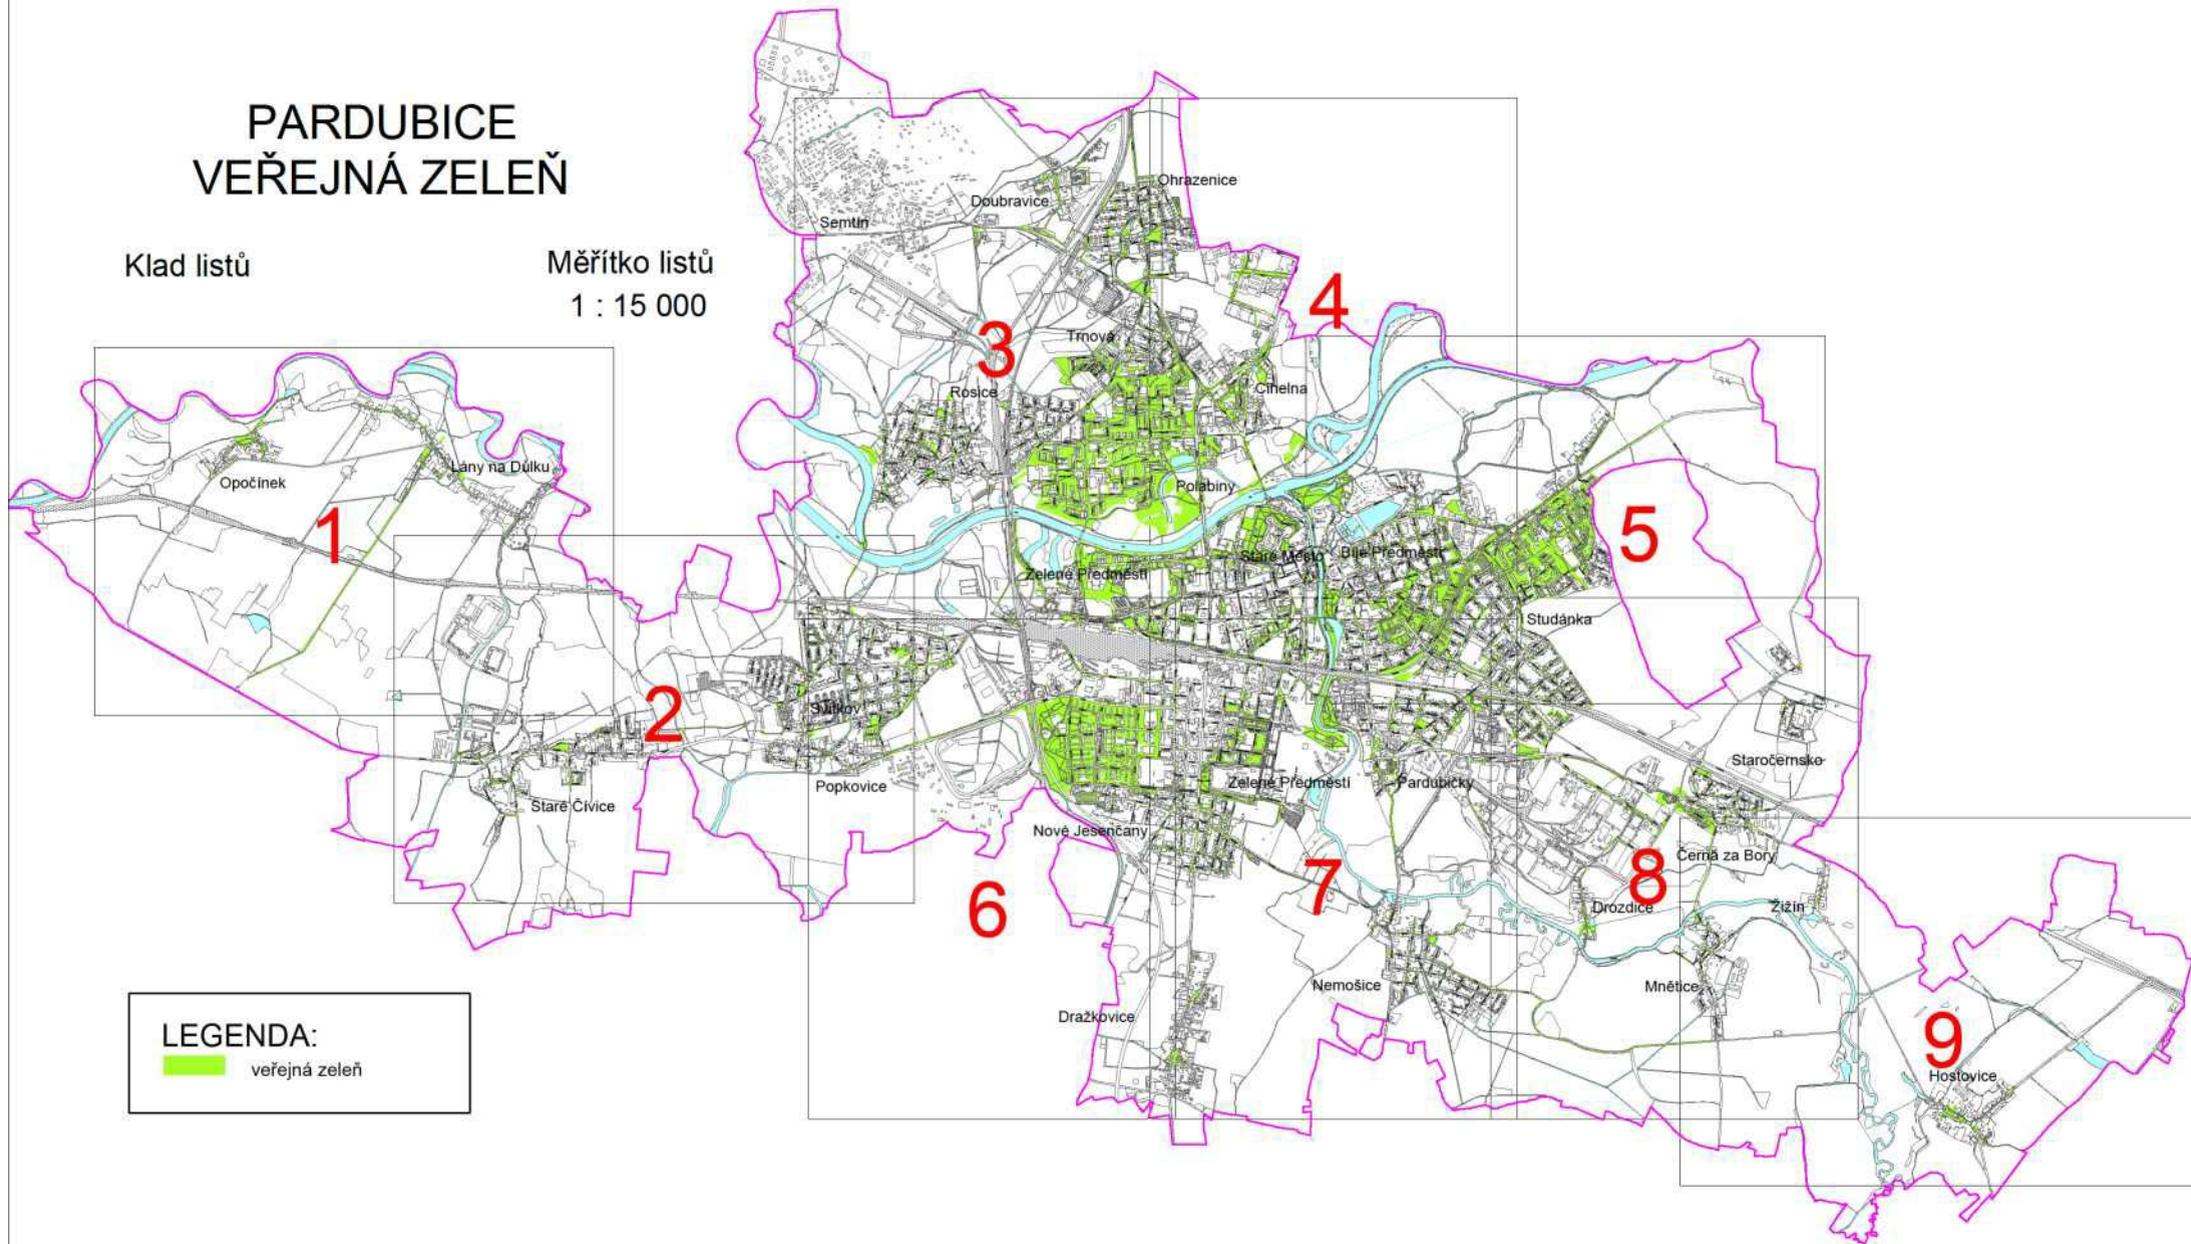 PARDUBICE
VEŘEJNÁ ZELEŇ
Klad listů
Měřítko listů
1 : 15 000
Ohrazenice
Doubravice
Semtín
4
3
Trnová
Rosice
Cihelna
Lány na Důlku
Opočínek
Polabiny
1
5
Staré Město
Bílé Předměstí
Zelené Předměstí
Studánka
2
Svítkov
Staročernsko
Popkovice
Zelené Předměstí
Pardubičky
Staré Čívice
Nové Jesenčany
Černá za Bory
8
7
6
Drozdice
Žižín
Nemošice
Mnětice
Dražkovice
9
Hostovice
LEGENDA:
veřejná zeleň